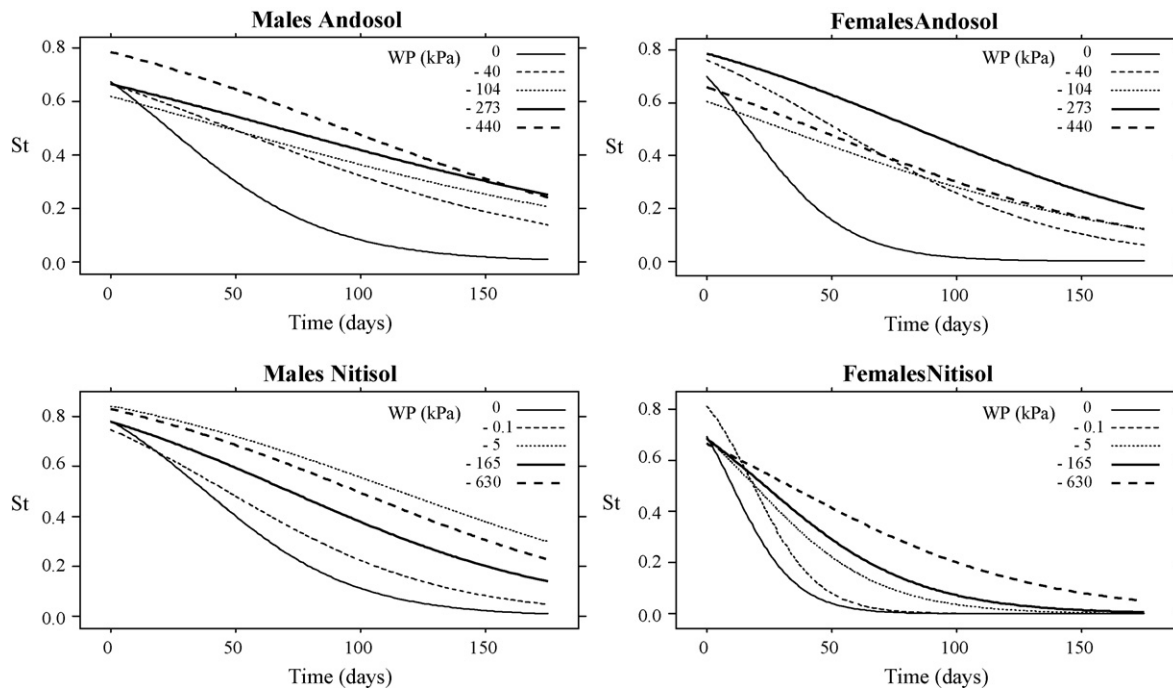 Males Andosol
WP (kPa) 0
- 40
- 104
- 273
- 440
0.8
0.6
0.4
0.2
0.0
St
0 50 100 150
Time (days)
FemalesAndosol
WP (kPa) 0
- 40
- 104
- 273
- 440
0.8
0.6
0.4
0.2
0.0
St
0 50 100 150
Time (days)
Males Nitisol
WP (kPa) 0
- 0.1
- 5
- 165
- 630
0.8
0.6
0.4
0.2
0.0
St
0 50 100 150
Time (days)
FemalesNitisol
WP (kPa) 0
- 0.1
- 5
- 165
- 630
0.8
0.6
0.4
0.2
0.0
St
0 50 100 150
Time (days)